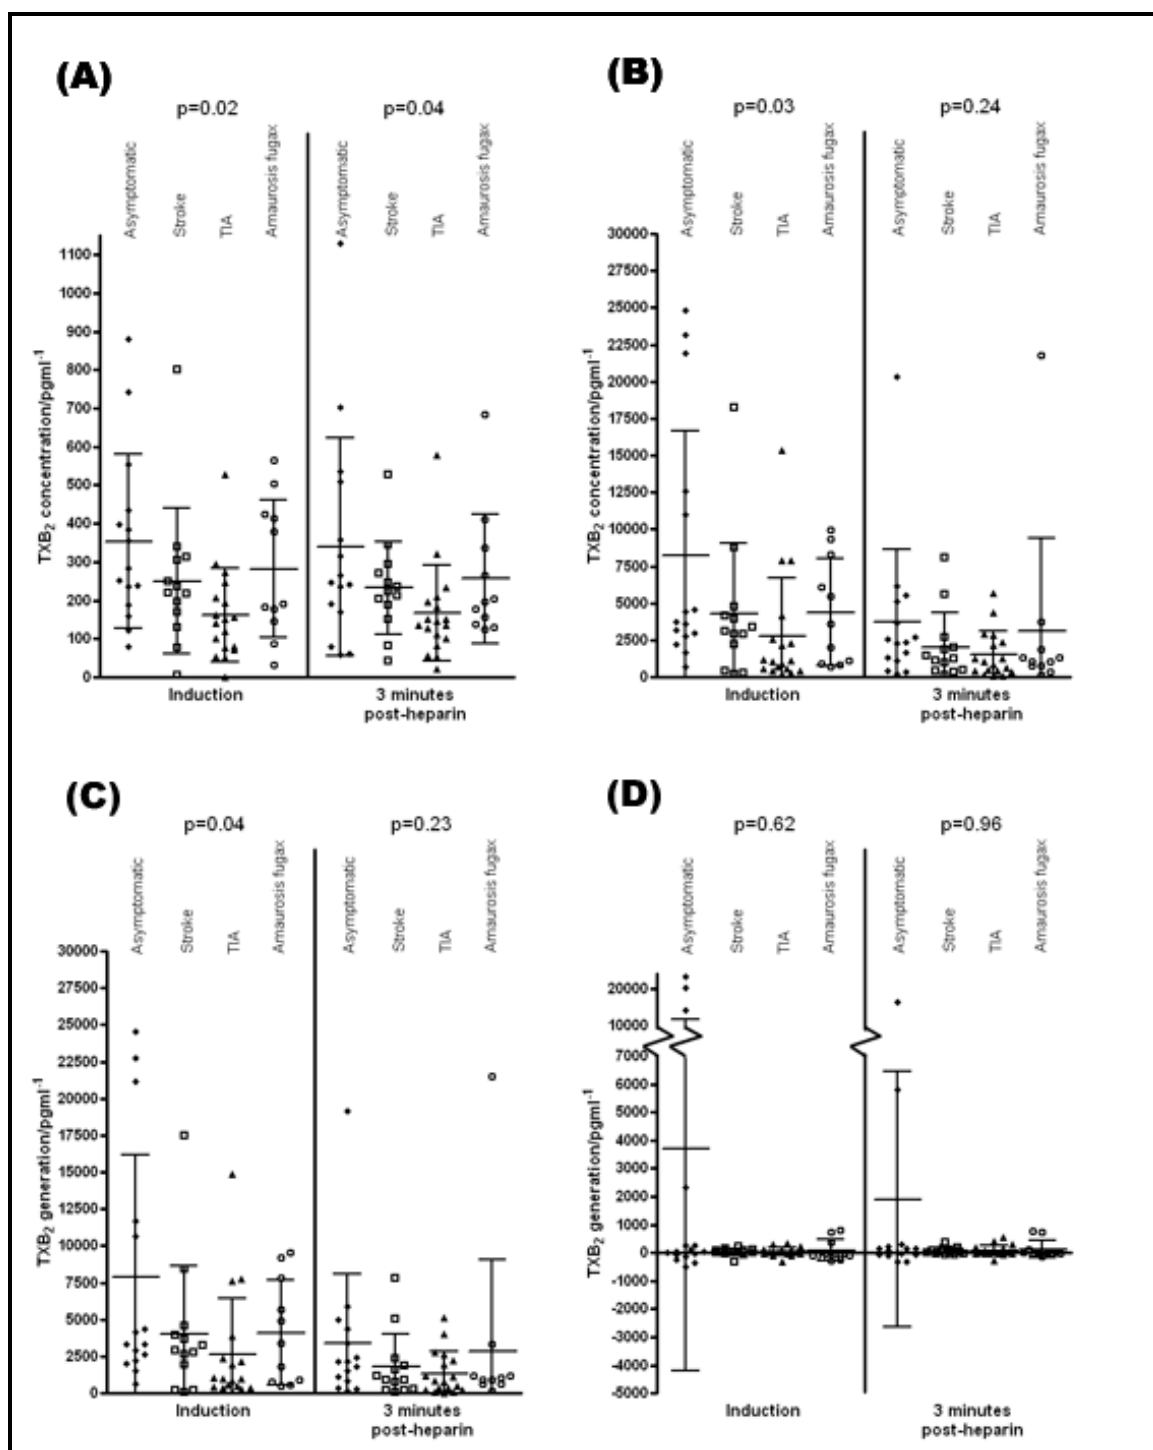 (A)
p=0.02
p=0.04
Asymptomatic
Stroke
TIA
Amaurosis fugax
Asymptomatic
Stroke
TIA
Amaurosis fugax
TXB2 concentration/pgml-1
1100
1000
900
800
700
600
500
400
300
200
100
0
Induction
3 minutes
post-heparin
(B)
p=0.03
p=0.24
Asymptomatic
Stroke
TIA
Amaurosis fugax
Asymptomatic
Stroke
TIA
Amaurosis fugax
TXB2 concentration/pgml-1
30000
27500
25000
22500
20000
17500
15000
12500
10000
7500
5000
2500
0
Induction
3 minutes
post-heparin
(C)
p=0.04
p=0.23
Asymptomatic
Stroke
TIA
Amaurosis fugax
Asymptomatic
Stroke
TIA
Amaurosis fugax
TXB2 generation/pgml-1
30000
27500
25000
22500
20000
17500
15000
12500
10000
7500
5000
2500
0
Induction
3 minutes
post-heparin
(D)
p=0.62
p=0.96
Asymptomatic
Stroke
TIA
Amaurosis fugax
Asymptomatic
Stroke
TIA
Amaurosis fugax
TXB2 generation/pgml-1
20000
10000
7000
6000
5000
4000
3000
2000
1000
0
-1000
-2000
-3000
-4000
-5000
Induction
3 minutes
post-heparin